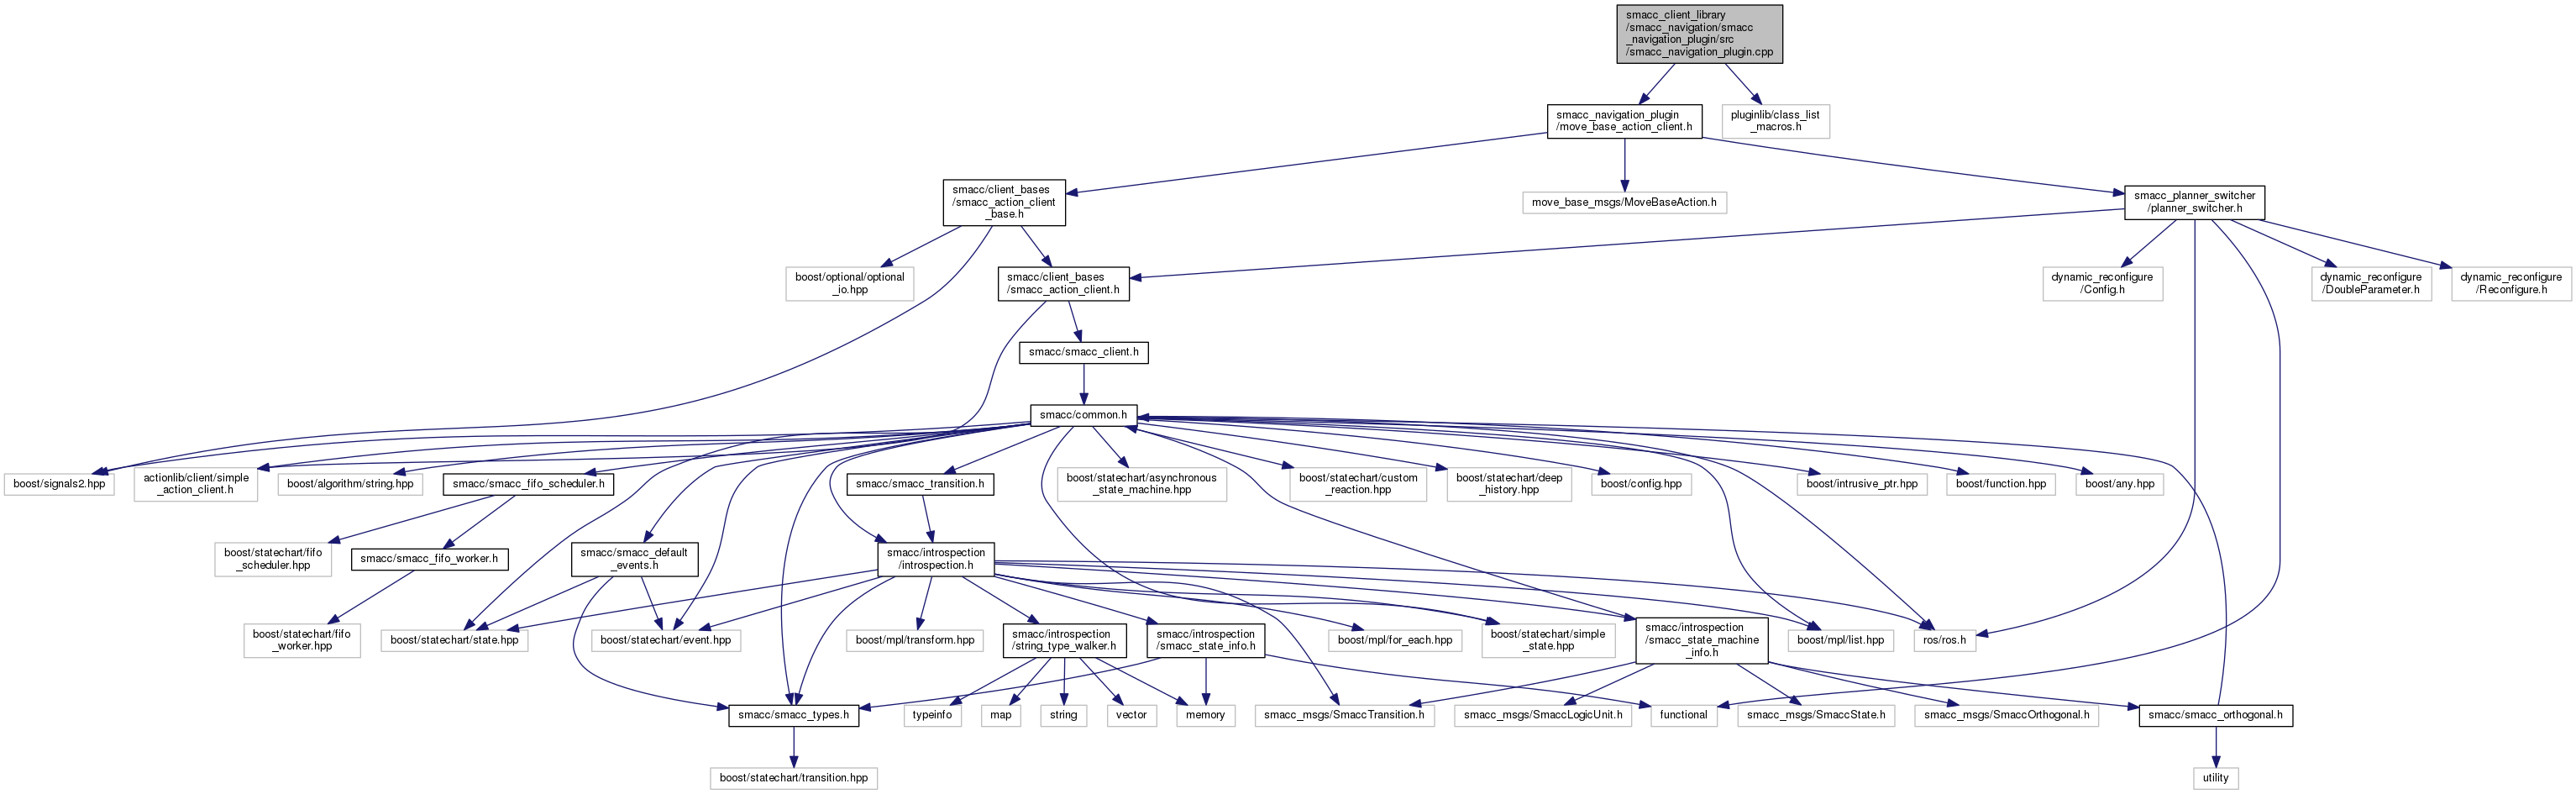 smacc_client_library
/smacc_navigation/smacc
_navigation_plugin/src
/smacc_navigation_plugin.cpp
smacc_navigation_plugin
/move_base_action_client.h
pluginlib/class_list
_macros.h
smacc/client_bases
/smacc_action_client
_base.h
move_base_msgs/MoveBaseAction.h
smacc_planner_switcher
/planner_switcher.h
boost/optional/optional
_io.hpp
smacc/client_bases
/smacc_action_client.h
dynamic_reconfigure
/Config.h
dynamic_reconfigure
/DoubleParameter.h
dynamic_reconfigure
/Reconfigure.h
smacc/smacc_client.h
smacc/common.h
boost/signals2.hpp
actionlib/client/simple
_action_client.h
boost/algorithm/string.hpp
smacc/smacc_fifo_scheduler.h
smacc/smacc_transition.h
boost/statechart/asynchronous
_state_machine.hpp
boost/statechart/custom
_reaction.hpp
boost/statechart/deep
_history.hpp
boost/config.hpp
boost/intrusive_ptr.hpp
boost/function.hpp
boost/any.hpp
boost/statechart/fifo
_scheduler.hpp
smacc/smacc_fifo_worker.h
smacc/smacc_default
_events.h
smacc/introspection
/introspection.h
boost/statechart/fifo
_worker.hpp
boost/statechart/state.hpp
boost/statechart/event.hpp
boost/mpl/transform.hpp
smacc/introspection
/string_type_walker.h
smacc/introspection
/smacc_state_info.h
boost/mpl/for_each.hpp
boost/statechart/simple
_state.hpp
smacc/introspection
/smacc_state_machine
_info.h
boost/mpl/list.hpp
ros/ros.h
smacc/smacc_types.h
typeinfo
map
string
vector
memory
smacc_msgs/SmaccTransition.h
smacc_msgs/SmaccLogicUnit.h
functional
smacc_msgs/SmaccState.h
smacc_msgs/SmaccOrthogonal.h
smacc/smacc_orthogonal.h
boost/statechart/transition.hpp
utility